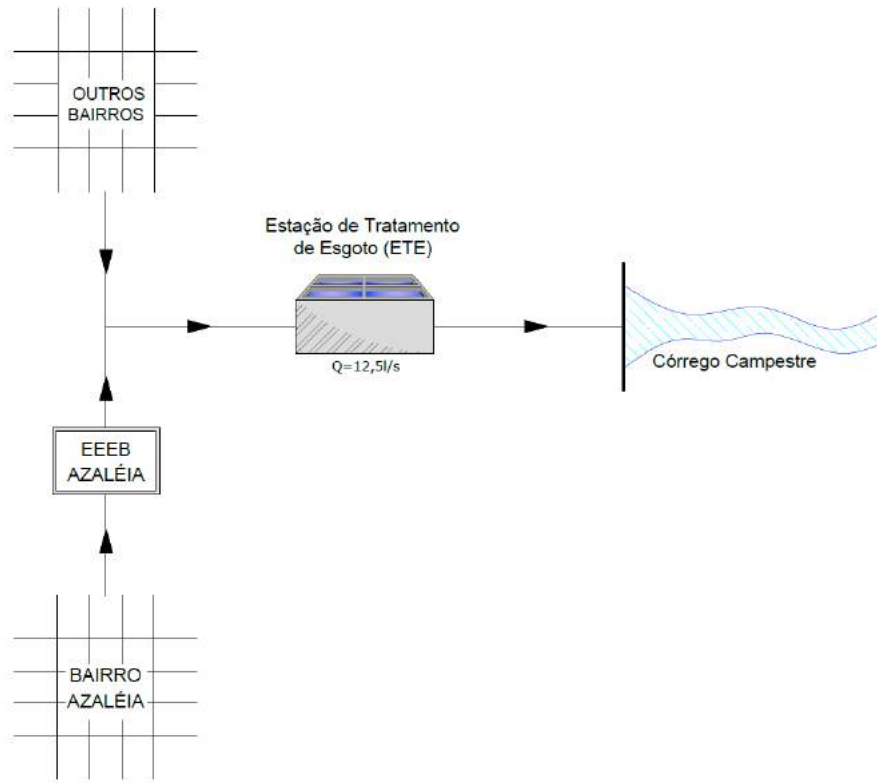 OUTROS
BAIRROS
Estação de Tratamento
de Esgoto (ETE)
Q=12,5l/s
Córrego Campestre
EEEB
AZALÉIA
BAIRRO
AZALÉIA